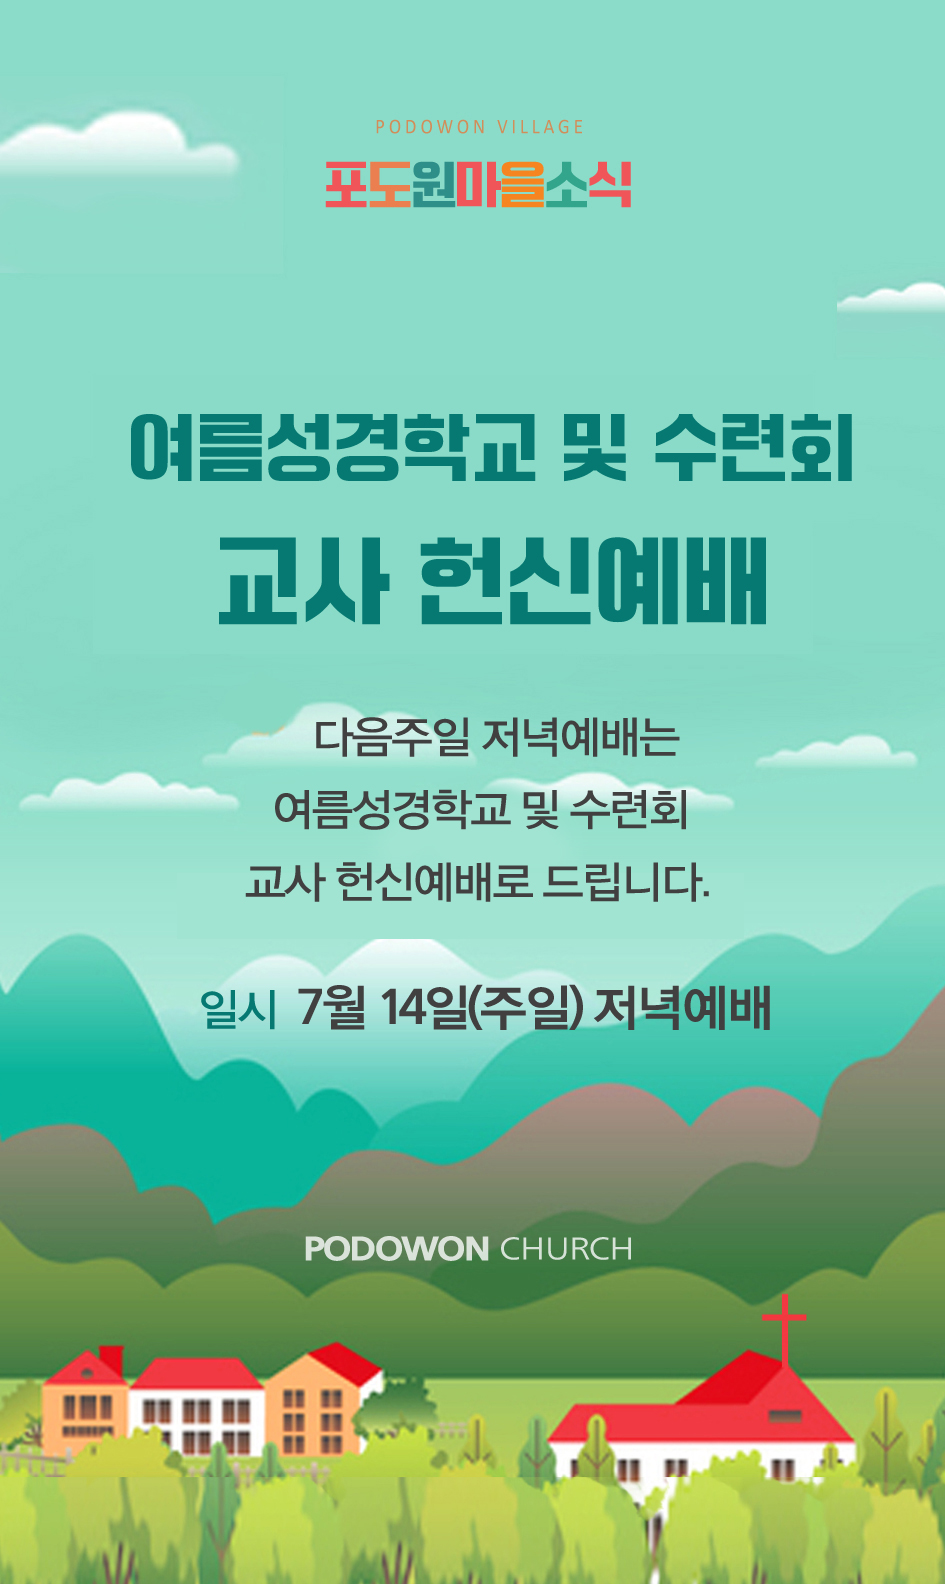 PODOWON VILLAGE
포도원마을소식
여름성경학교 및 수련회
교사 헌신예배
다음주일 저녁예배는
여름성경학교 및 수련회
교사 헌신예배로 드립니다.
일시 7월 14일(주일) 저녁예배
PODOWON CHURCH